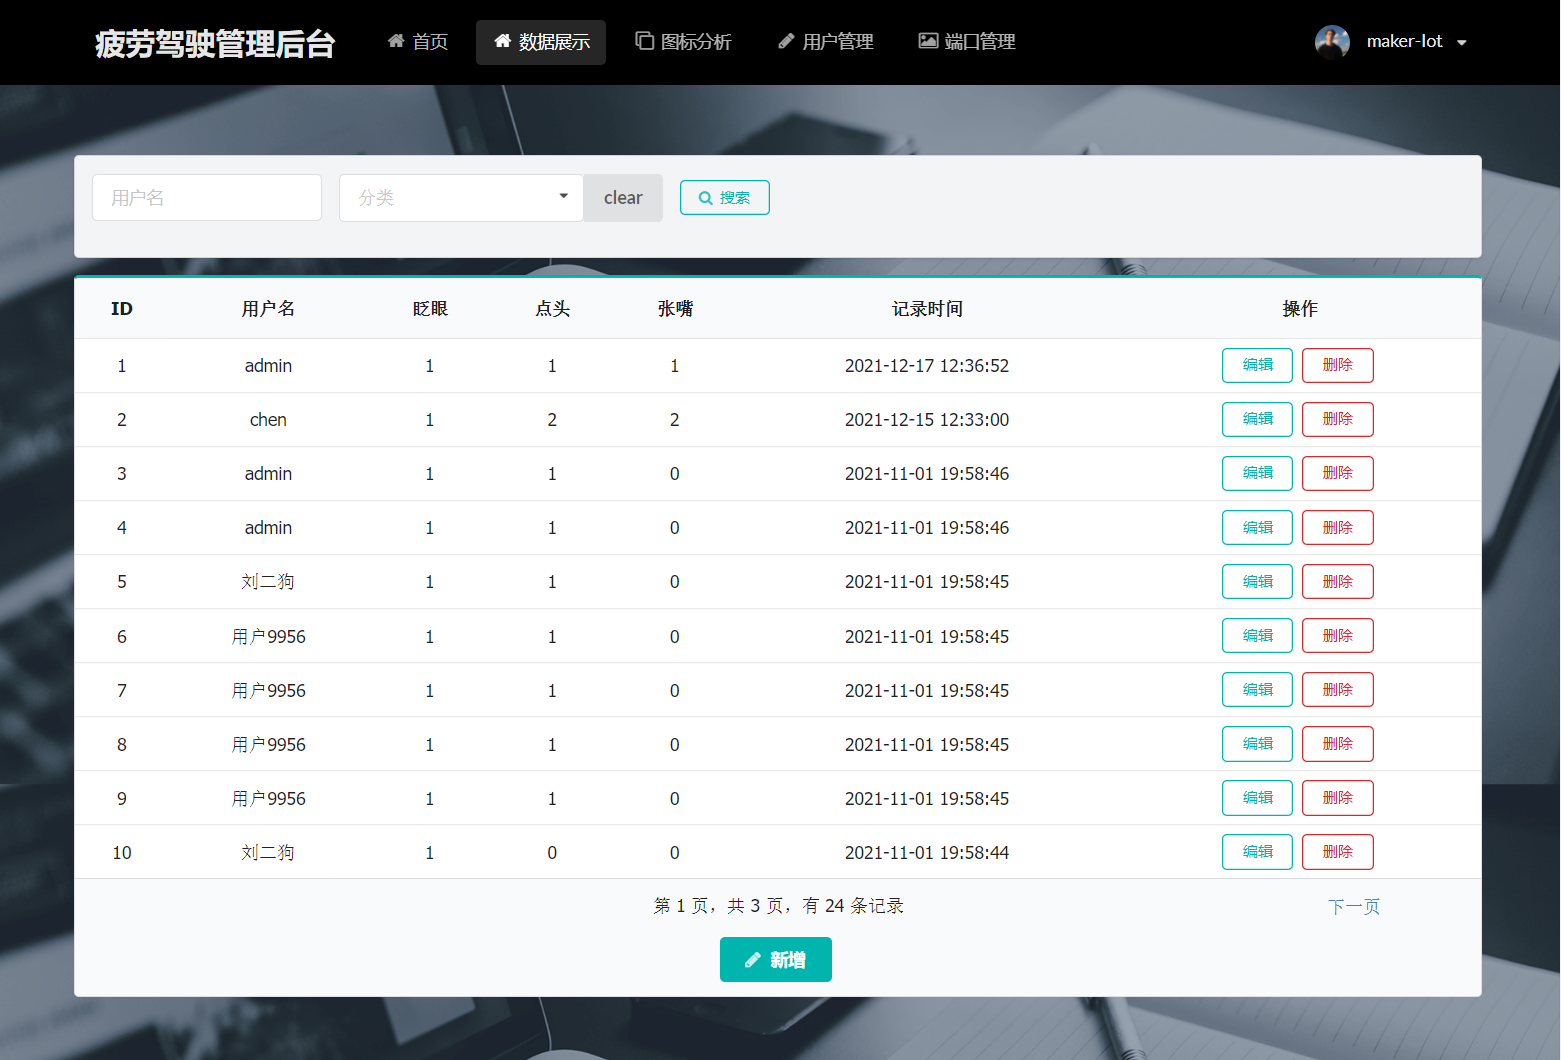 疲劳驾驶管理后台 首页 数据展示 图标分析 用户管理 端口管理 maker-Iot
用户名 分类 clear 搜索
ID 用户名 眨眼 点头 张嘴 记录时间 操作
1 admin 1 1 1 2021-12-17 12:36:52 编辑 删除
2 chen 1 2 2 2021-12-15 12:33:00 编辑 删除
3 admin 1 1 0 2021-11-01 19:58:46 编辑 删除
4 admin 1 1 0 2021-11-01 19:58:46 编辑 删除
5 刘二狗 1 1 0 2021-11-01 19:58:45 编辑 删除
6 用户9956 1 1 0 2021-11-01 19:58:45 编辑 删除
7 用户9956 1 1 0 2021-11-01 19:58:45 编辑 删除
8 用户9956 1 1 0 2021-11-01 19:58:45 编辑 删除
9 用户9956 1 1 0 2021-11-01 19:58:45 编辑 删除
10 刘二狗 1 0 0 2021-11-01 19:58:44 编辑 删除
第 1 页，共 3 页，有 24 条记录 下一页
新增